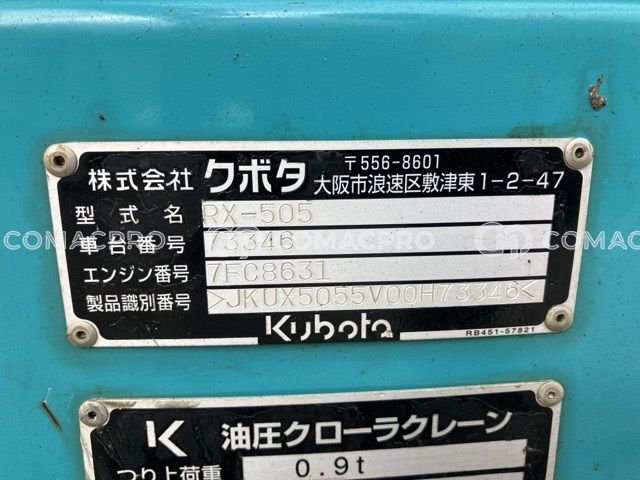 株式会社 クボタ 〒556-8601
大阪市浪速区敷津東1-2-47
型式名 RX-505
車台番号 73346
エンジン番号 7FC8631
製品識別番号 >JKUX5055V00H73346<
Kubota RB451-57821
COMACPRO COMACPRO COMACPRO
K 油圧クローラクレーン
つり上荷重 0.9t